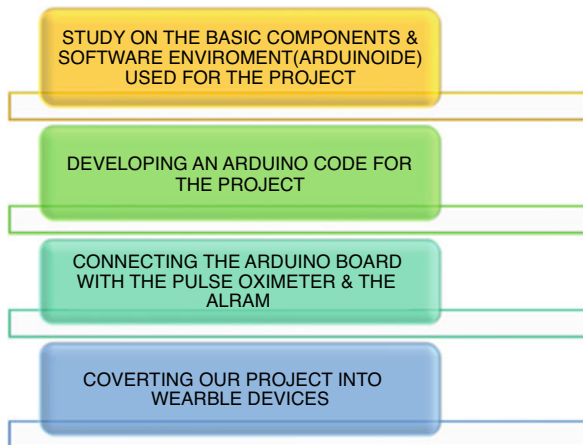 STUDY ON THE BASIC COMPONENTS &
SOFTWARE ENVIROMENT(ARDUINOIDE)
USED FOR THE PROJECT
DEVELOPING AN ARDUINO CODE FOR
THE PROJECT
CONNECTING THE ARDUINO BOARD
WITH THE PULSE OXIMETER & THE
ALRAM
COVERTING OUR PROJECT INTO
WEARBLE DEVICES